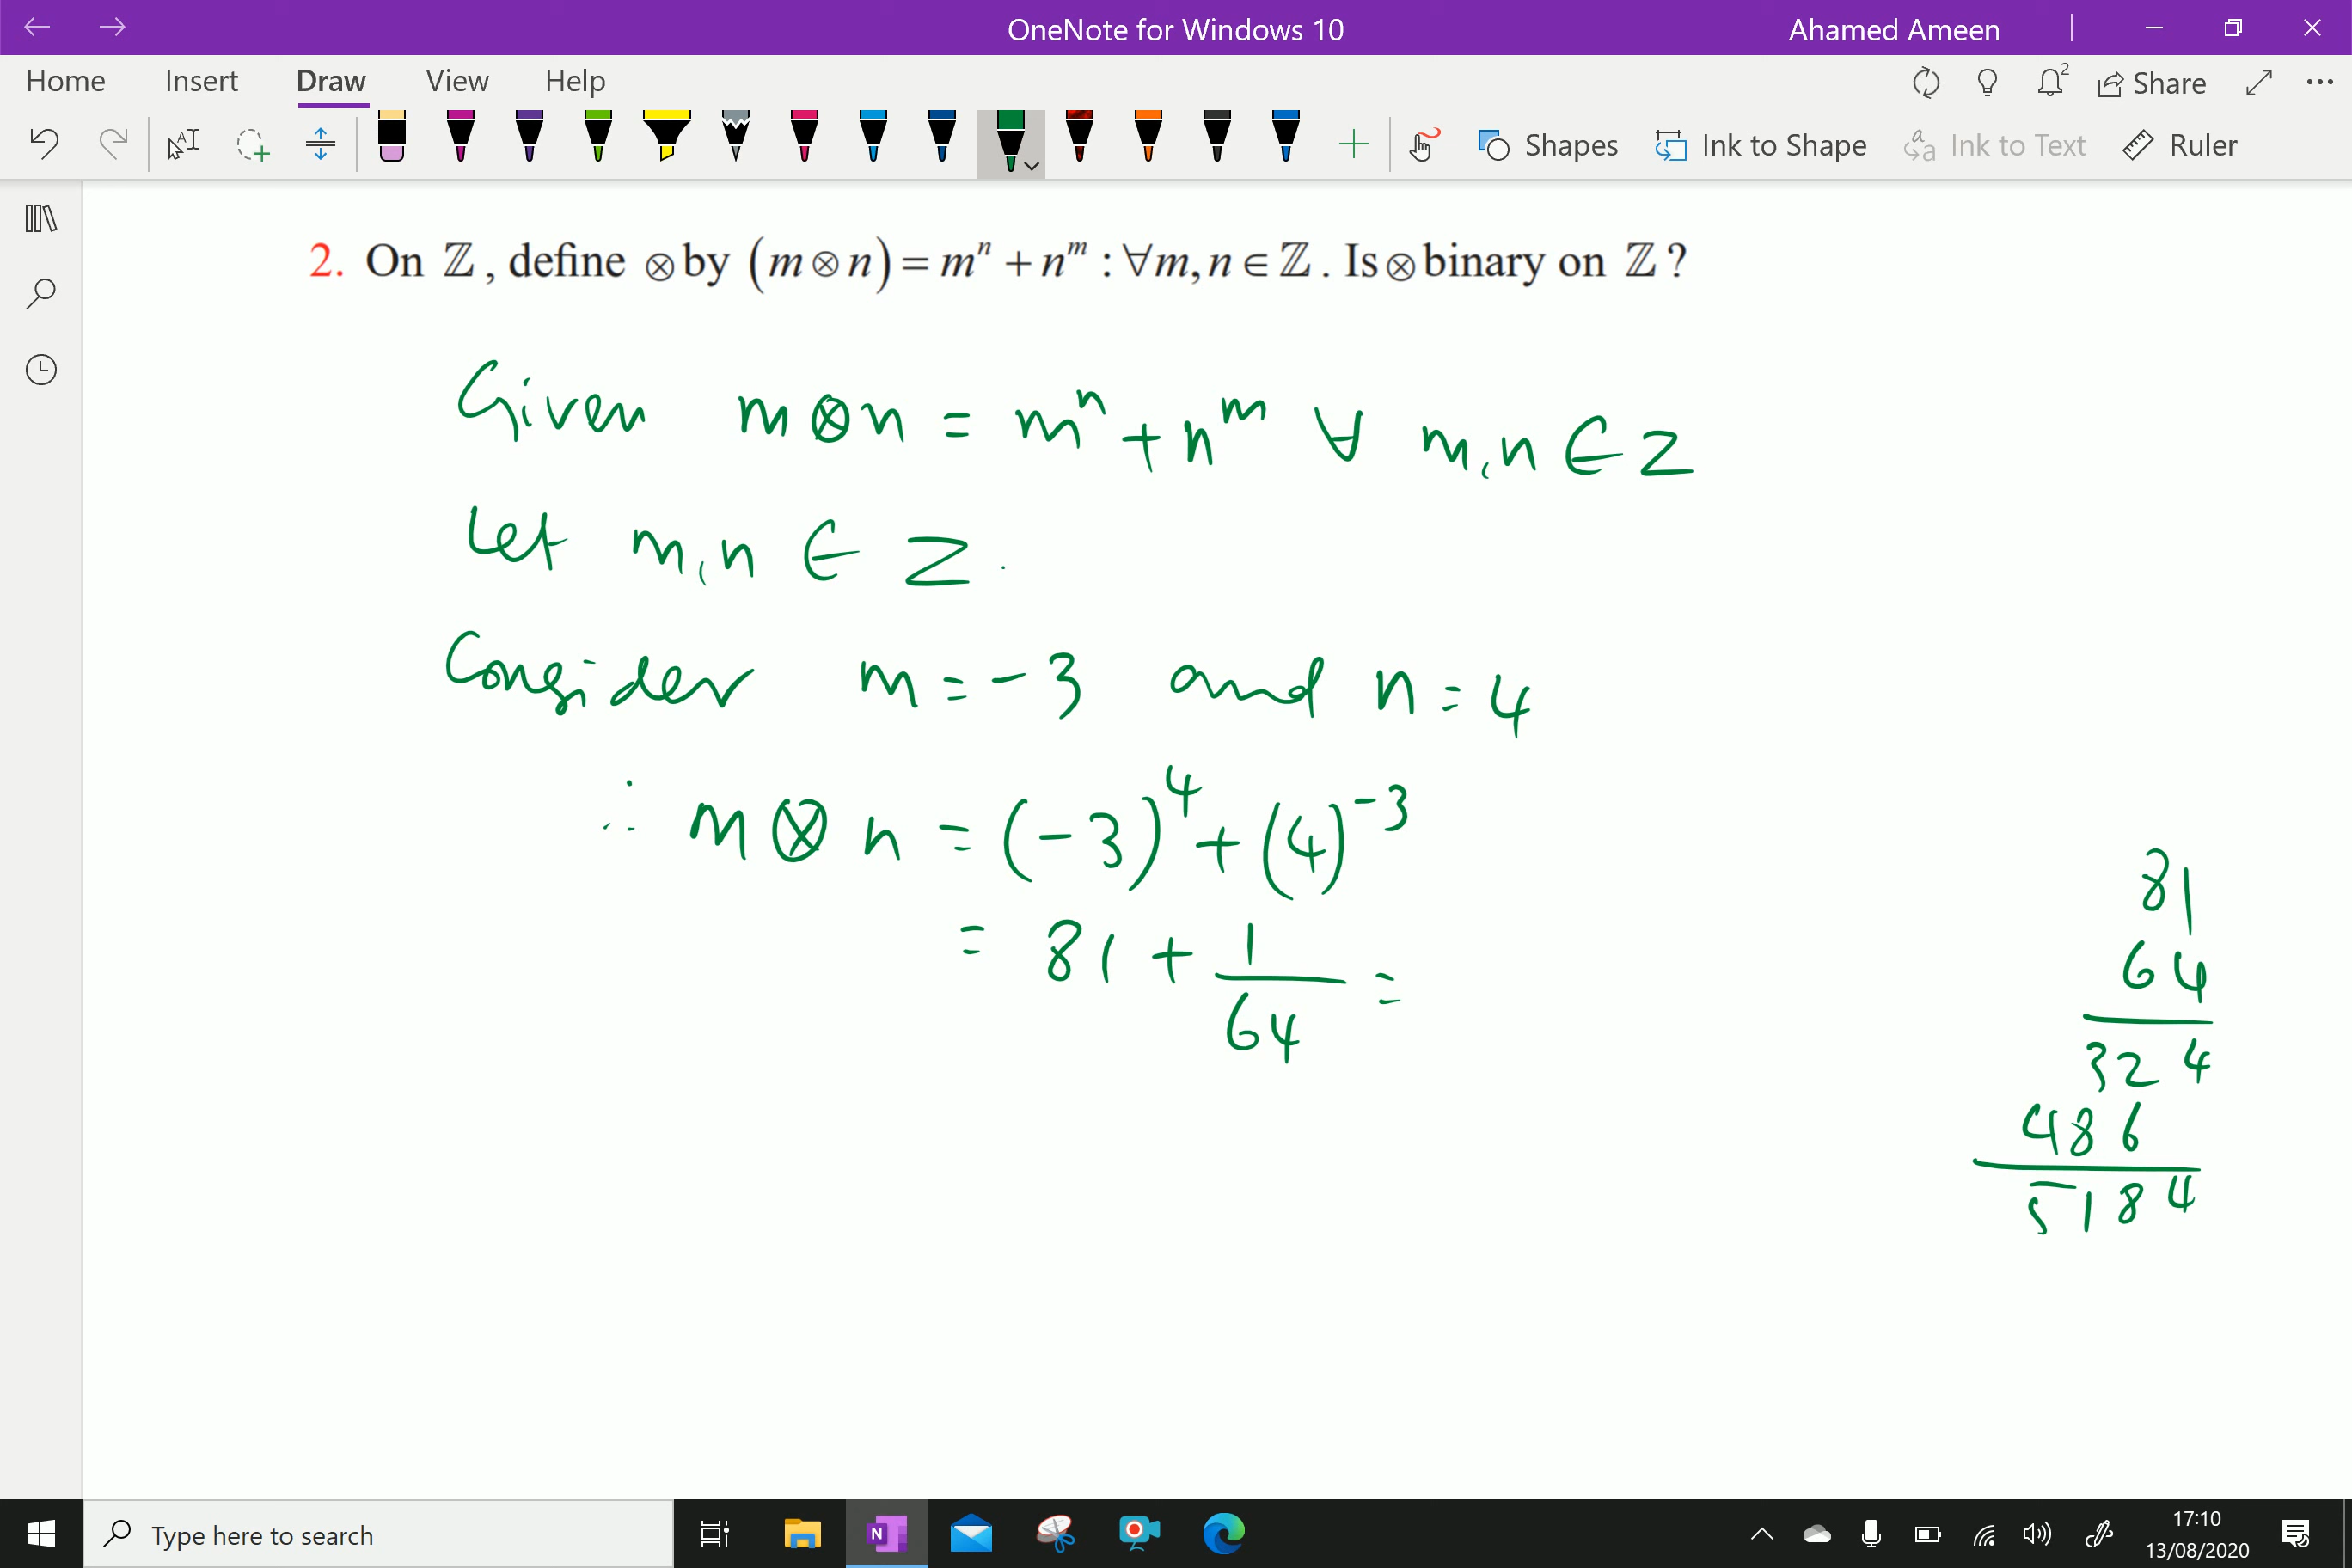 OneNote for Windows 10
Ahamed Ameen
Home Insert Draw View Help
2
Share
Shapes Ink to Shape Ink to Text Ruler
2. On ℤ, define ⊗ by (m ⊗ n) = mⁿ + nᵐ : ∀m, n ∈ ℤ. Is ⊗ binary on ℤ?
Given m ⊗ n = mⁿ + nᵐ ∀ m, n ∈ Z
Let m, n ∈ Z.
Consider m = -3 and n = 4
∴ m ⊗ n = (-3)⁴ + (4)⁻³
= 81 + 1/64 =
81
64
324
486
5184
Type here to search
N
17:10
13/08/2020